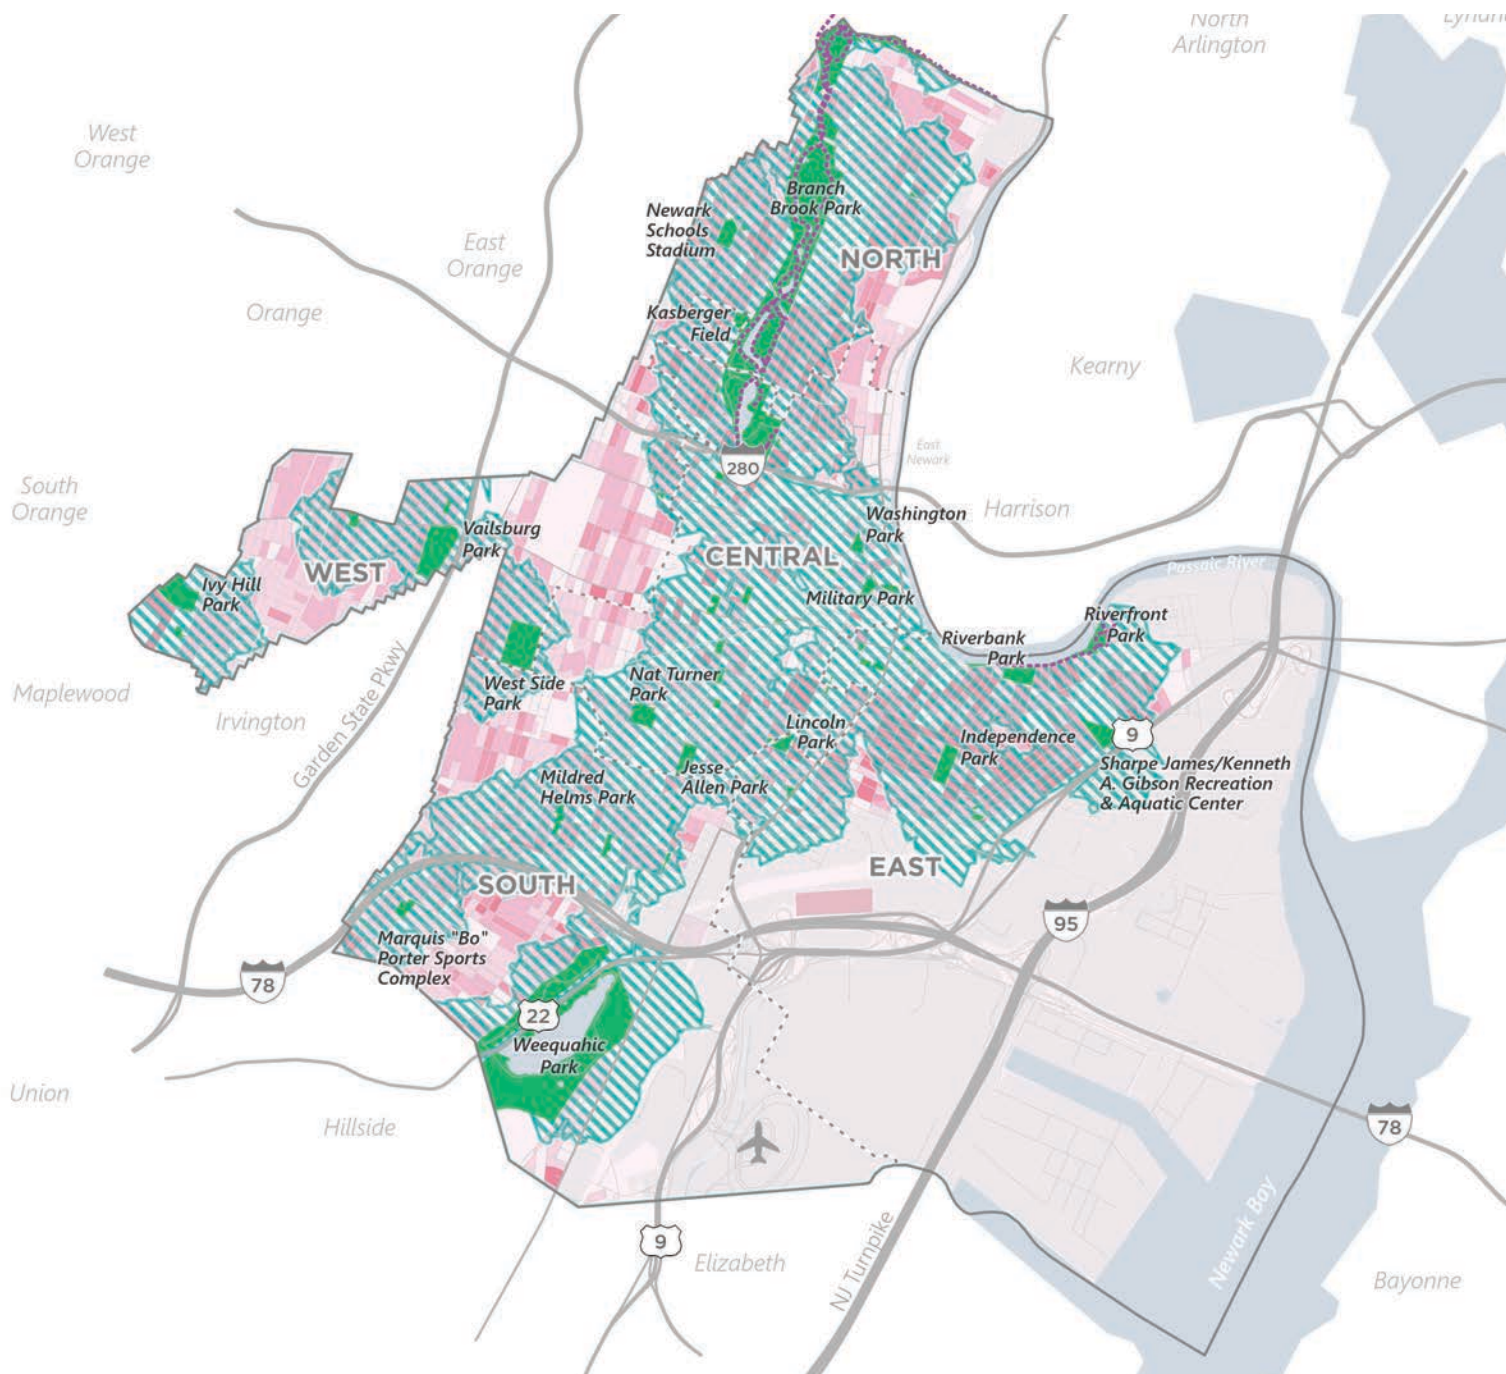 North
Arlington
West
Orange
Branch
Brook Park
Newark
Schools
Stadium
East
Orange
NORTH
Orange
Kasberger
Field
Kearny
East
Newark
280
South
Orange
Harrison
Washington
Park
Vailsburg
Park
CENTRAL
WEST
Passaic River
Ivy Hill
Park
Military Park
Riverfront
Park
Riverbank
Park
Maplewood
Irvington
West Side
Park
Nat Turner
Park
Garden State Pkwy
Lincoln
Park
Independence
Park
9
Sharpe James/Kenneth
A. Gibson Recreation
& Aquatic Center
Mildred
Helms Park
Jesse
Allen Park
EAST
SOUTH
95
Marquis "Bo"
Porter Sports
Complex
78
22
Weequahic
Park
Union
Hillside
78
9
Elizabeth
NJ Turnpike
Newark Bay
Bayonne